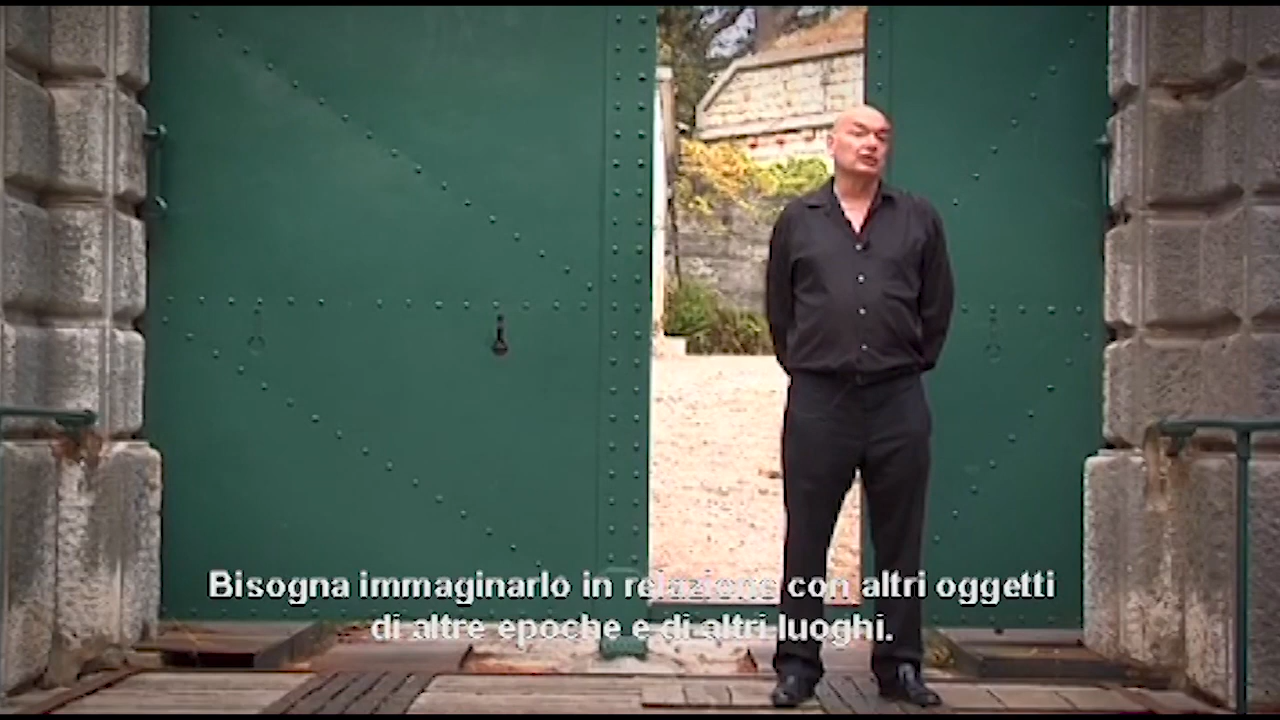 Bisogna immaginarlo in relazione con altri oggetti
di altre epoche e di altri luoghi.